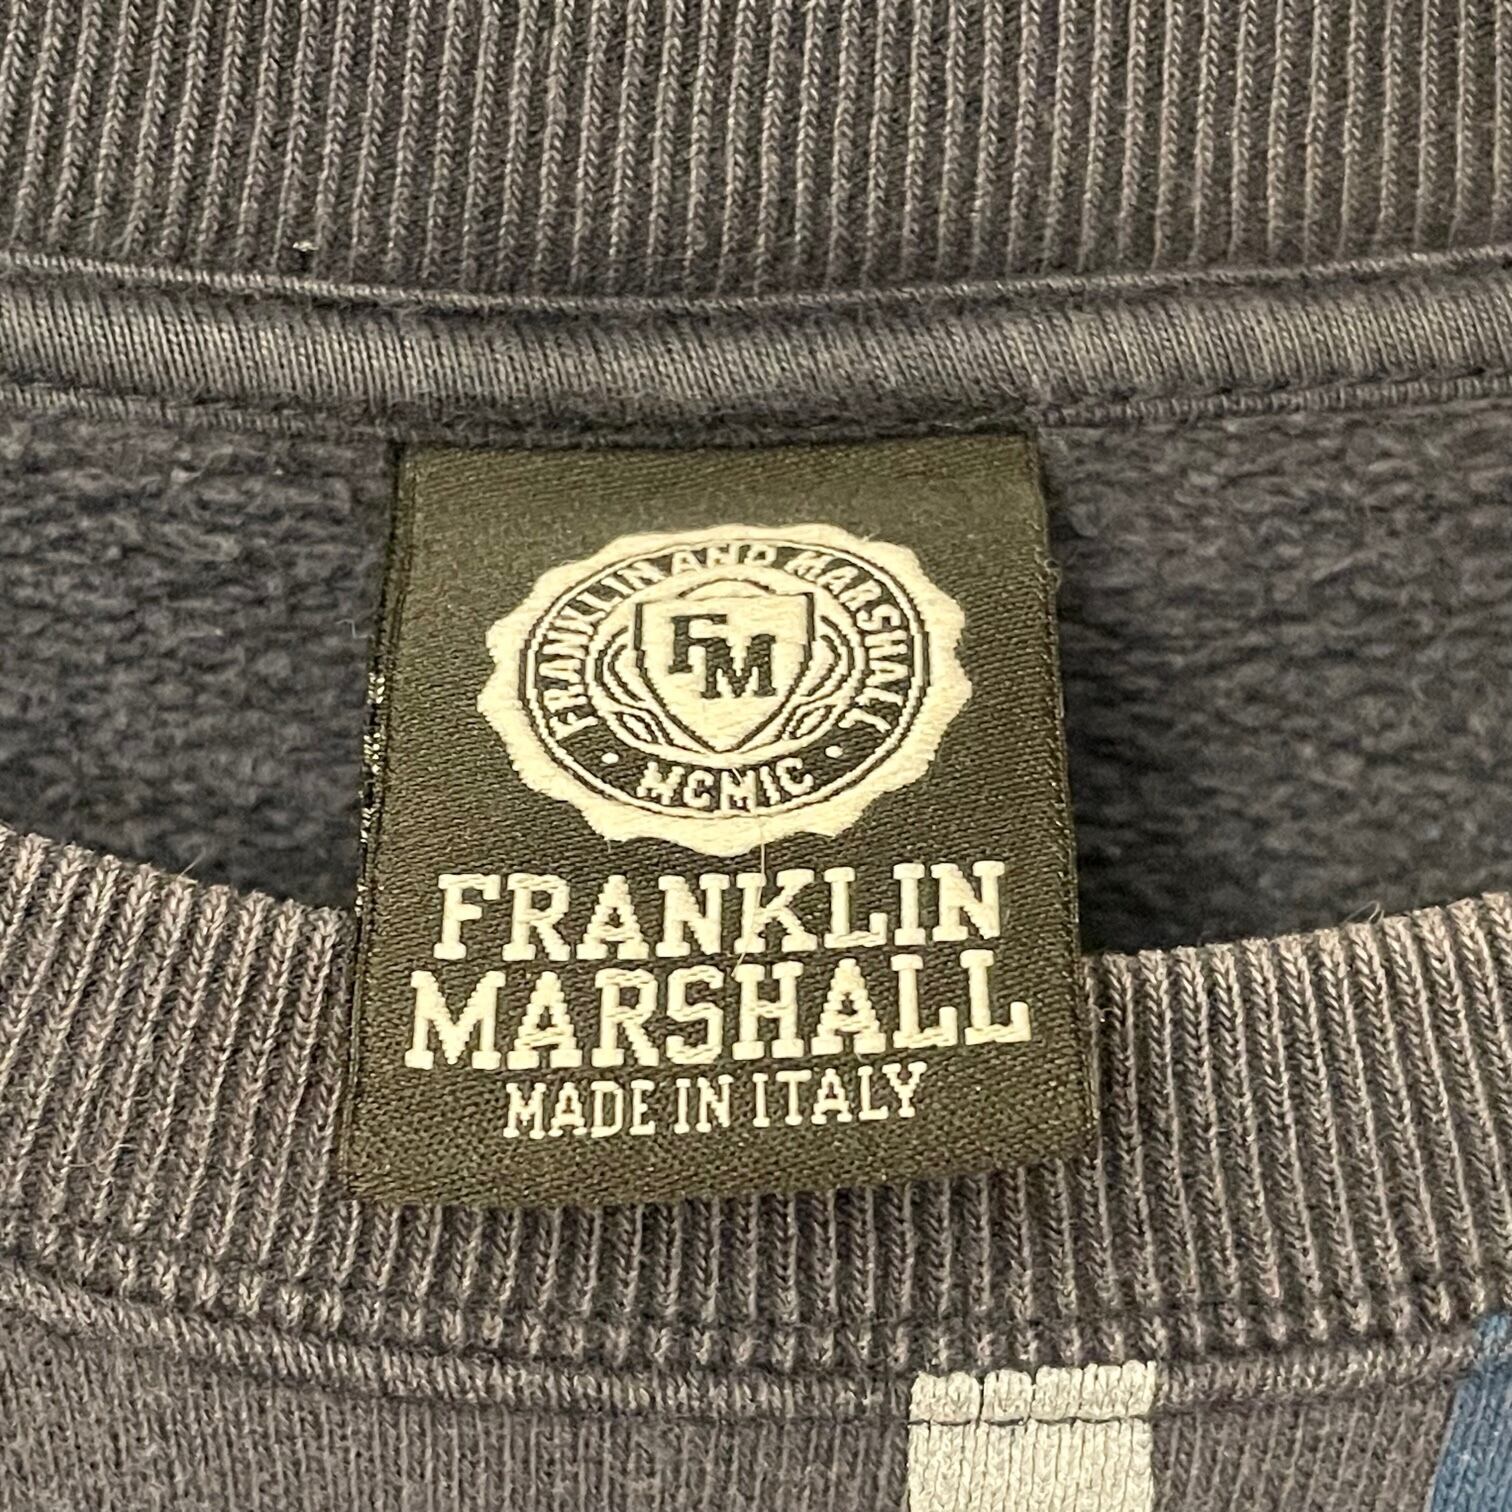 FRANKLIN AND MARSHALL
FM
MCMIC
FRANKLIN
MARSHALL
MADE IN ITALY